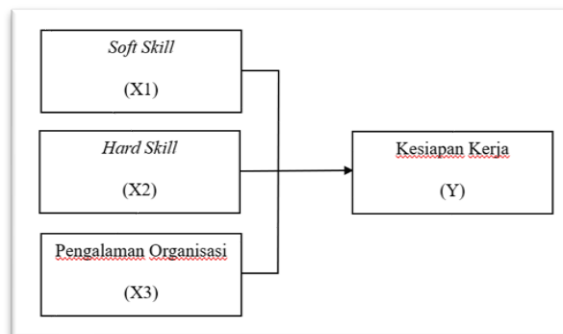 Soft Skill
(X1)
Hard Skill
(X2)
Kesiapan Kerja
(Y)
Pengalaman Organisasi
(X3)